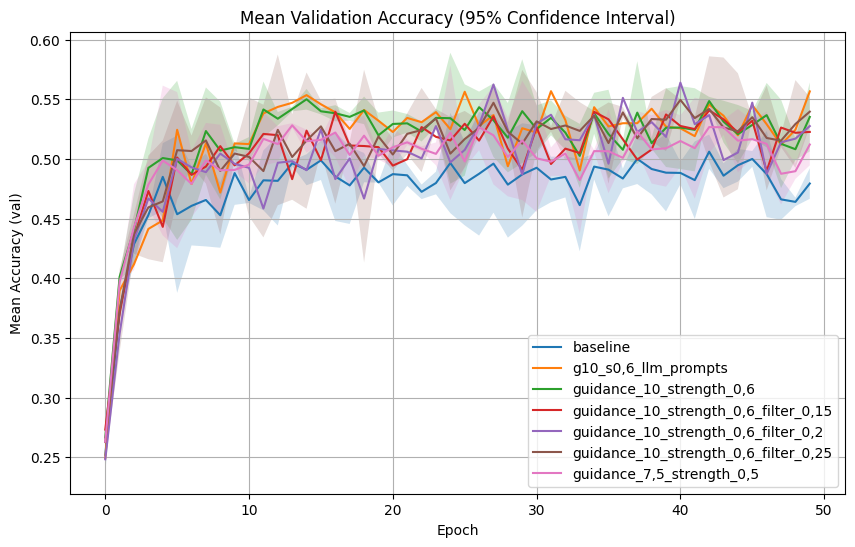 Mean Validation Accuracy (95% Confidence Interval)
0.60
0.55
0.50
0.45
0.40
0.35
0.30
0.25
Mean Accuracy (val)
0
10
20
30
40
50
Epoch
baseline
g10_s0,6_llm_prompts
guidance_10_strength_0,6
guidance_10_strength_0,6_filter_0,15
guidance_10_strength_0,6_filter_0,2
guidance_10_strength_0,6_filter_0,25
guidance_7,5_strength_0,5